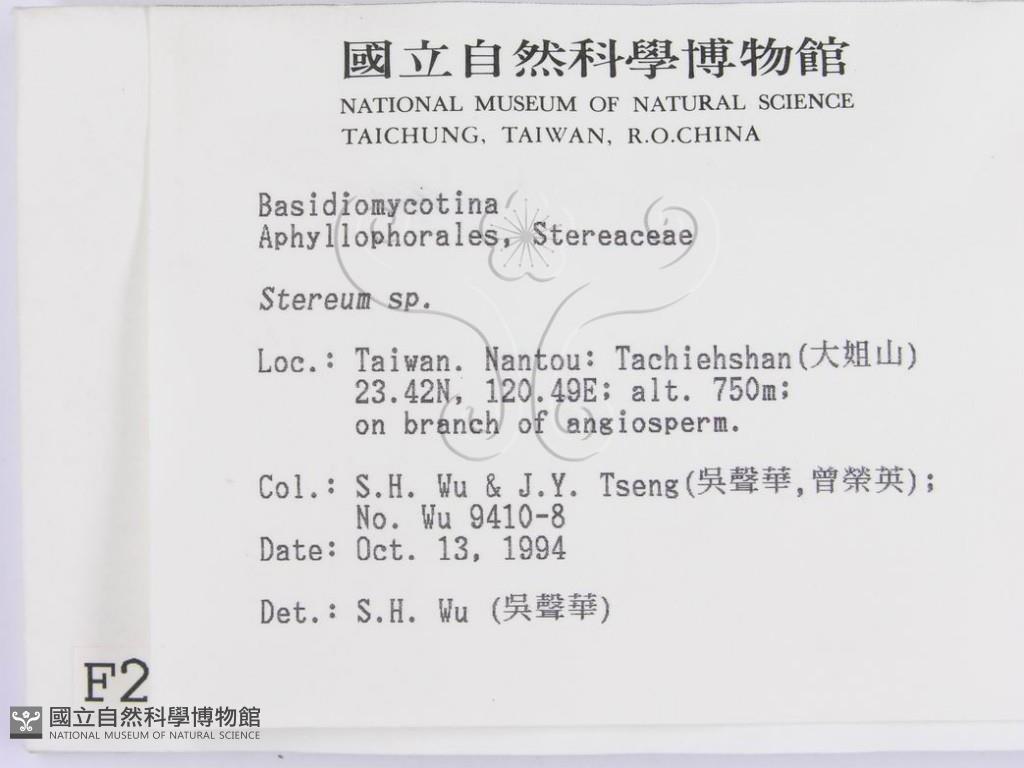 國立自然科學博物館
NATIONAL MUSEUM OF NATURAL SCIENCE
TAICHUNG, TAIWAN, R.O.CHINA
Basidiomycotina
Aphyllophorales, Stereaceae
Stereum sp.
Loc.: Taiwan. Nantou: Tachiehshan(大姐山)
23.42N, 120.49E; alt. 750m;
on branch of angiosperm.
Col.: S.H. Wu & J.Y. Tseng(吳聲華,曾榮英);
No. Wu 9410-8
Date: Oct. 13, 1994
Det.: S.H. Wu (吳聲華)
F2
國立自然科學博物館
NATIONAL MUSEUM OF NATURAL SCIENCE